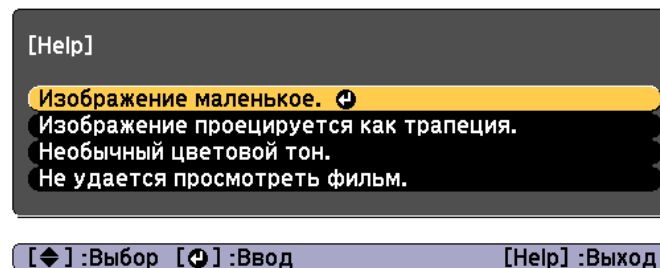 [Help]
Изображение маленькое.
Изображение проецируется как трапеция.
Необычный цветовой тон.
Не удается просмотреть фильм.
[◆] :Выбор [⏎] :Ввод [Help] :Выход